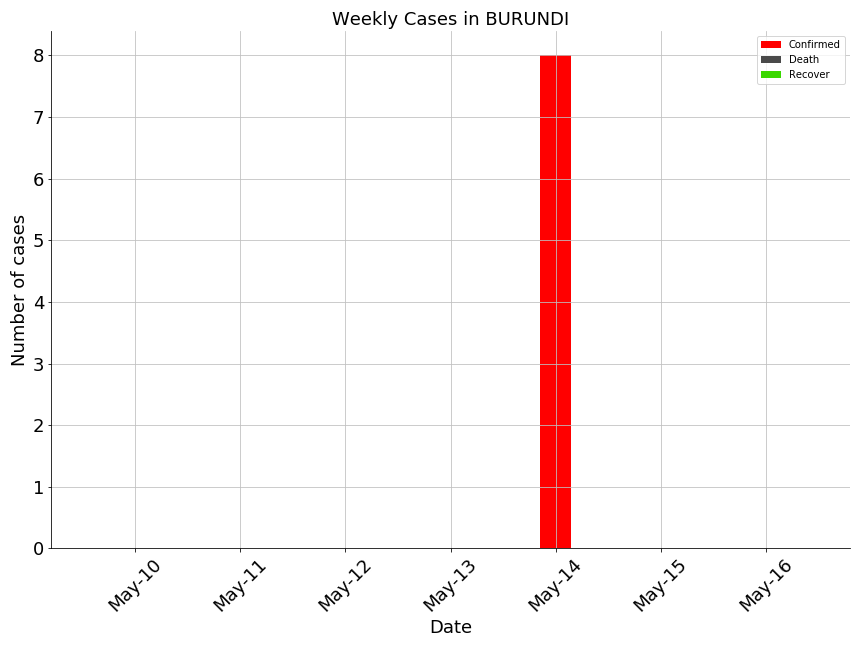 Weekly Cases in BURUNDI
Confirmed
Death
Recover
Number of cases
8
7
6
5
4
3
2
1
0
May-10
May-11
May-12
May-13
May-14
May-15
May-16
Date